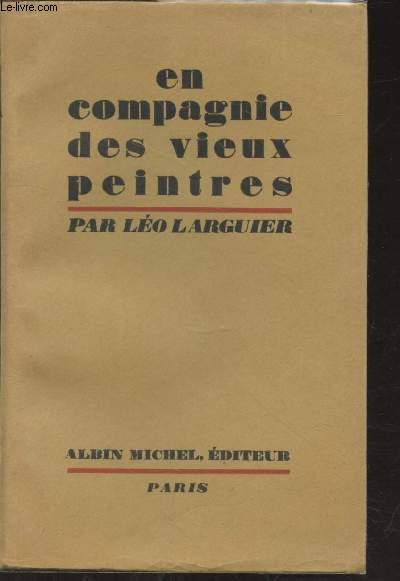 Le-livre.com
en
compagnie
des vieux
peintres
PAR LÉO LARGUIER
ALBIN MICHEL, ÉDITEUR
PARIS